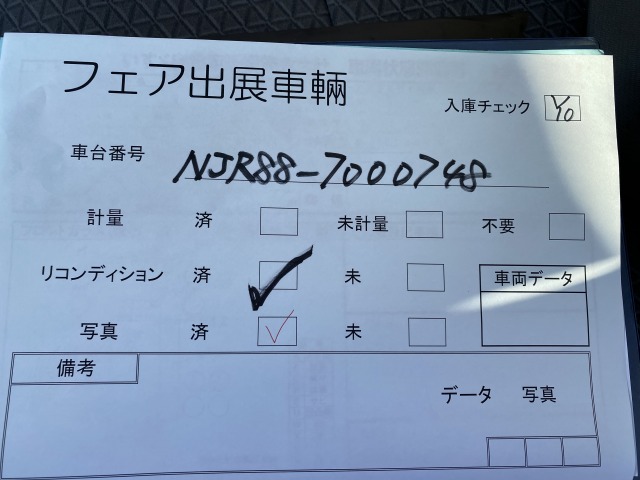 フェア出展車輛
入庫チェック
車台番号 NJR88-7000748
計量 済 未計量 不要
リコンディション 済 未 車両データ
写真 済 未
備考
データ 写真